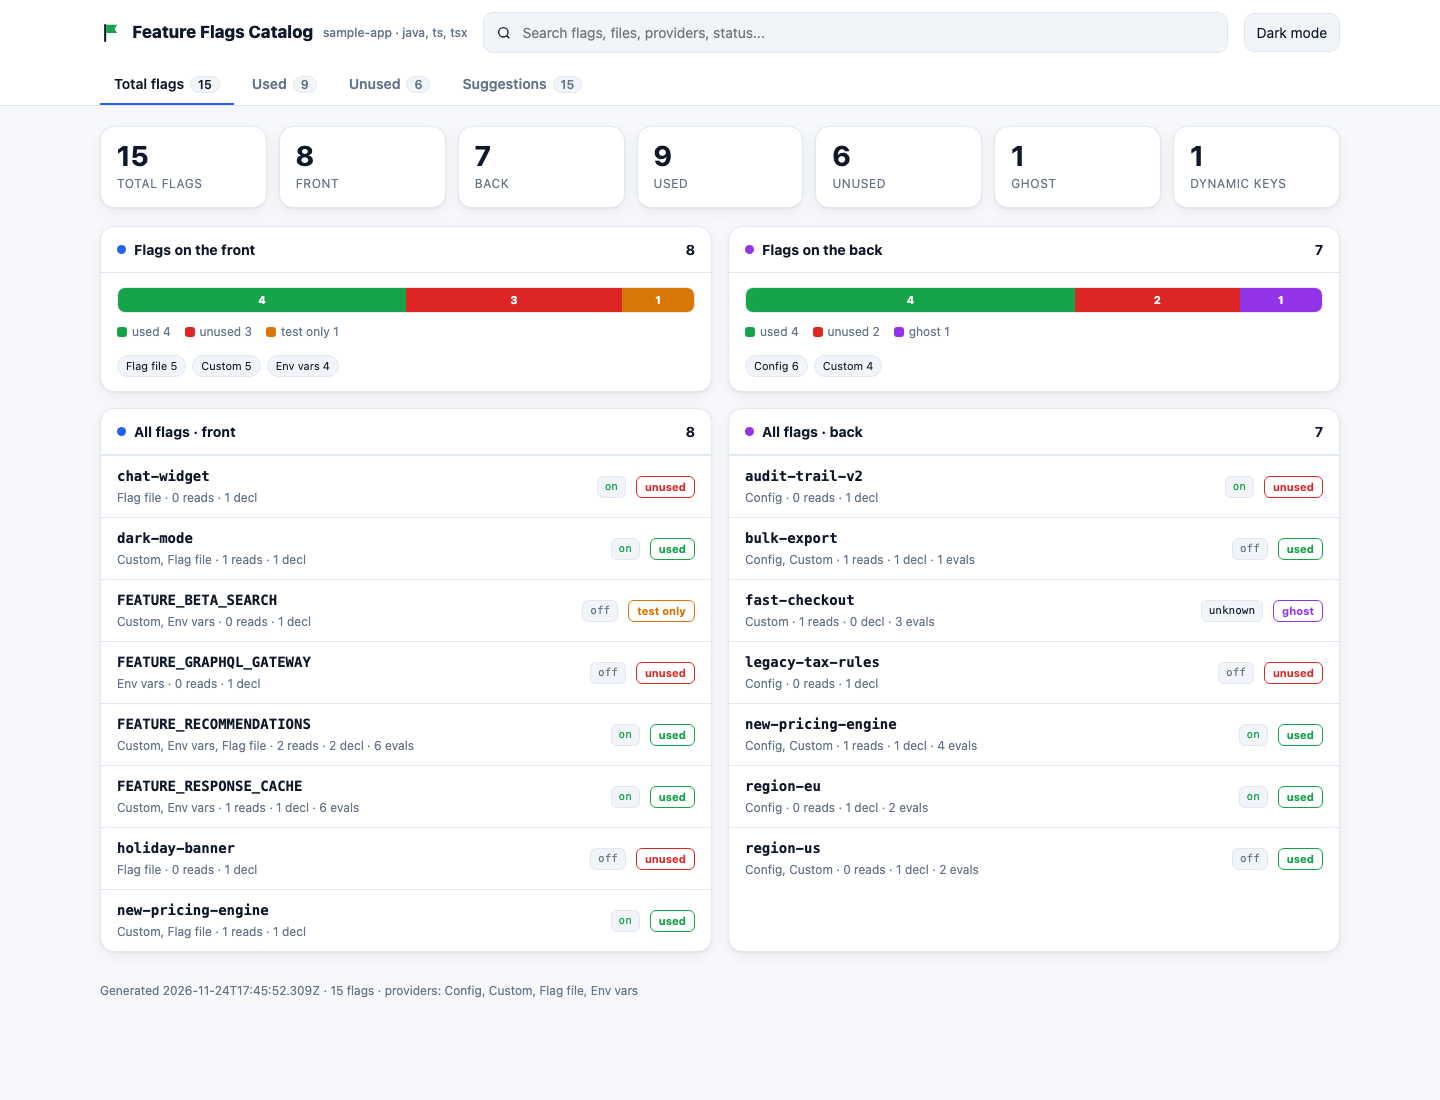 Feature Flags Catalog sample-app · java, ts, tsx Search flags, files, providers, status... Dark mode
Total flags 15 Used 9 Unused 6 Suggestions 15
15
TOTAL FLAGS
8
FRONT
7
BACK
9
USED
6
UNUSED
1
GHOST
1
DYNAMIC KEYS
Flags on the front 8
4 3 1
used 4 unused 3 test only 1
Flag file 5 Custom 5 Env vars 4
Flags on the back 7
4 2 1
used 4 unused 2 ghost 1
Config 6 Custom 4
All flags · front 8
chat-widget on unused
Flag file · 0 reads · 1 decl
dark-mode on used
Custom, Flag file · 1 reads · 1 decl
FEATURE_BETA_SEARCH off test only
Custom, Env vars · 0 reads · 1 decl
FEATURE_GRAPHQL_GATEWAY off unused
Env vars · 0 reads · 1 decl
FEATURE_RECOMMENDATIONS on used
Custom, Env vars, Flag file · 2 reads · 2 decl · 6 evals
FEATURE_RESPONSE_CACHE on used
Custom, Env vars · 1 reads · 1 decl · 6 evals
holiday-banner off unused
Flag file · 0 reads · 1 decl
new-pricing-engine on used
Custom, Flag file · 1 reads · 1 decl
All flags · back 7
audit-trail-v2 on unused
Config · 0 reads · 1 decl
bulk-export off used
Config, Custom · 1 reads · 1 decl · 1 evals
fast-checkout unknown ghost
Custom · 1 reads · 0 decl · 3 evals
legacy-tax-rules off unused
Config · 0 reads · 1 decl
new-pricing-engine on used
Config, Custom · 1 reads · 1 decl · 4 evals
region-eu on used
Config · 0 reads · 1 decl · 2 evals
region-us off used
Config, Custom · 0 reads · 1 decl · 2 evals
Generated 2026-11-24T17:45:52.309Z · 15 flags · providers: Config, Custom, Flag file, Env vars